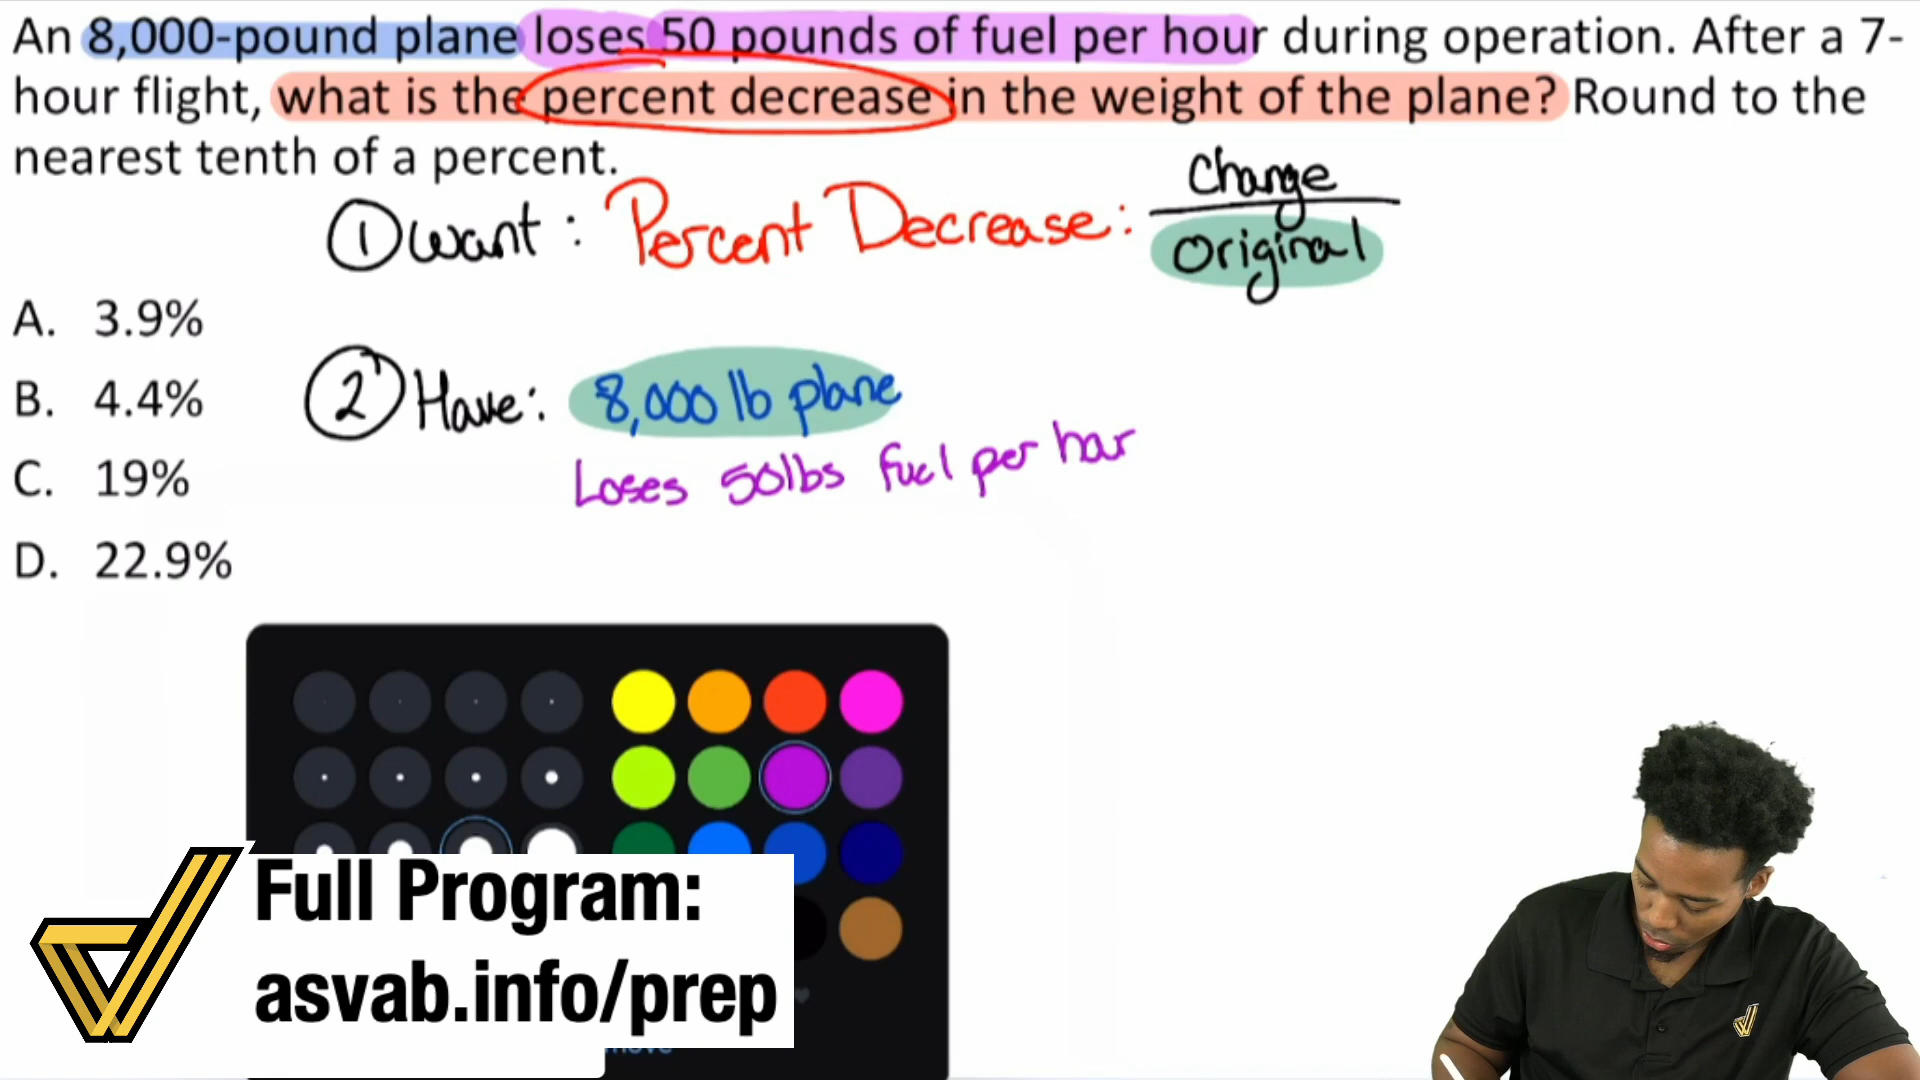 An 8,000-pound plane loses 50 pounds of fuel per hour during operation. After a 7-
hour flight, what is the percent decrease in the weight of the plane? Round to the
nearest tenth of a percent.
1 want: Percent Decrease: Change
Original
A. 3.9%
B. 4.4%
C. 19%
D. 22.9%
2 Have: 8,000 lb plane
Loses 50lbs fuel per hour
Full Program:
asvab.info/prep